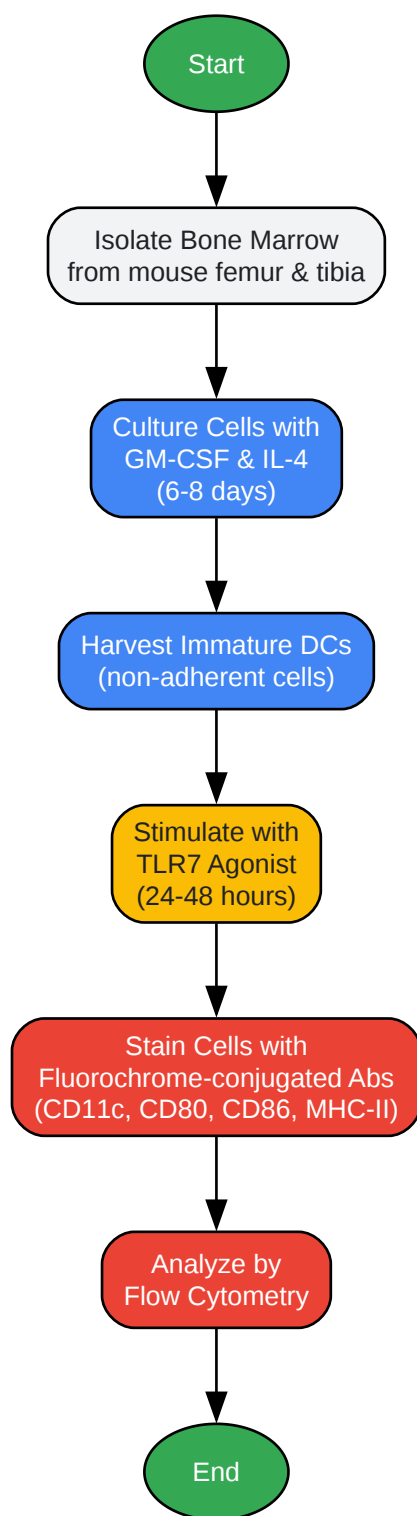 Start
Isolate Bone Marrow
from mouse femur & tibia
Culture Cells with
GM-CSF & IL-4
(6-8 days)
Harvest Immature DCs
(non-adherent cells)
Stimulate with
TLR7 Agonist
(24-48 hours)
Stain Cells with
Fluorochrome-conjugated Abs
(CD11c, CD80, CD86, MHC-II)
Analyze by
Flow Cytometry
End